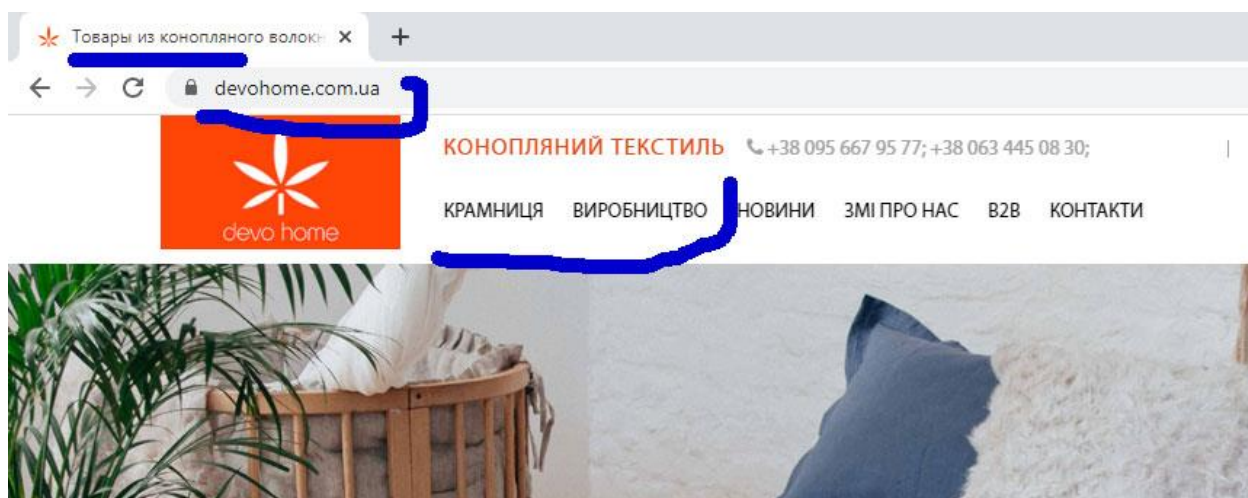 Товары из конопляного волокн
devohome.com.ua
КОНОПЛЯНИЙ ТЕКСТИЛЬ +38 095 667 95 77; +38 063 445 08 30; |
devo home
КРАМНИЦЯ ВИРОБНИЦТВО НОВИНИ ЗМІ ПРО НАС B2B КОНТАКТИ